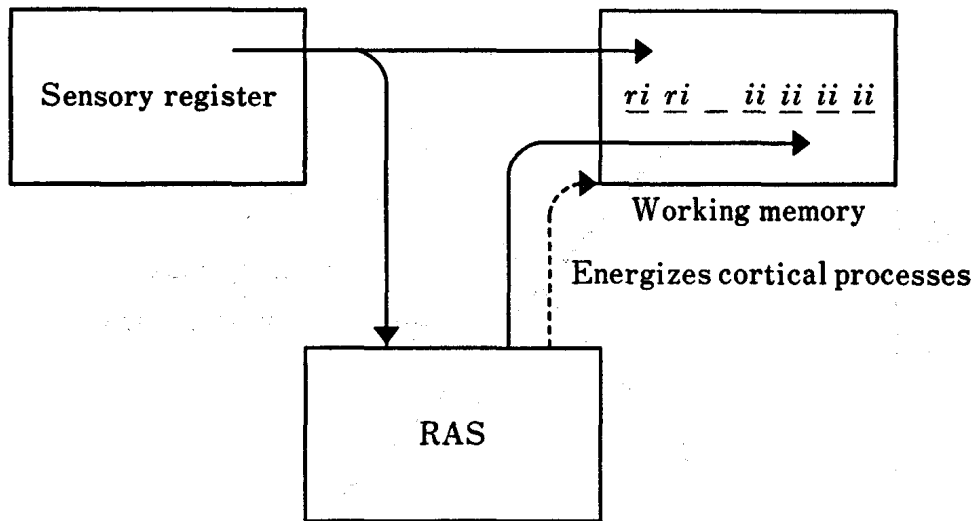 Sensory register
ri ri _ ii ii ii ii
Working memory
Energizes cortical processes
RAS